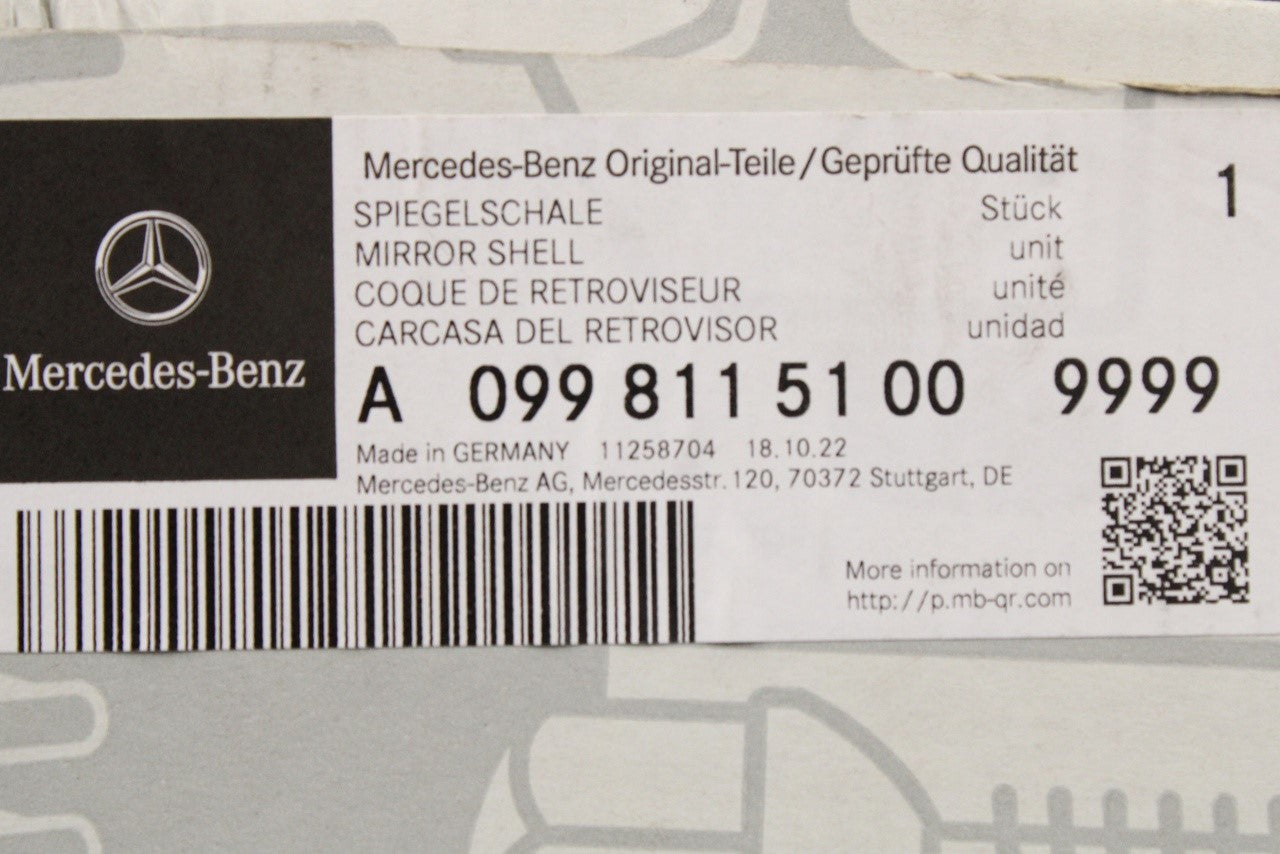 Mercedes-Benz
Mercedes-Benz Original-Teile/Geprüfte Qualität 1
SPIEGELSCHALE Stück
MIRROR SHELL unit
COQUE DE RETROVISEUR unité
CARCASA DEL RETROVISOR unidad
A 099 811 51 00 9999
Made in GERMANY 11258704 18.10.22
Mercedes-Benz AG, Mercedesstr. 120, 70372 Stuttgart, DE
More information on
http://p.mb-qr.com